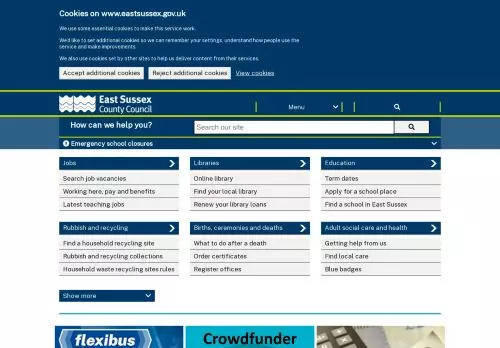 Cookies on www.eastsussex.gov.uk
We use some essential cookies to make this service work.
We'd like to set additional cookies so we can remember your settings, understand how people use the
service and make improvements.
We also use cookies set by other sites to help us deliver content from their services.
Accept additional cookies Reject additional cookies View cookies
East Sussex
County Council
Menu
How can we help you?
Search our site
Emergency school closures
Jobs
Search job vacancies
Working here, pay and benefits
Latest teaching jobs
Libraries
Online library
Find your local library
Renew your library loans
Education
Term dates
Apply for a school place
Find a school in East Sussex
Rubbish and recycling
Find a household recycling site
Rubbish and recycling collections
Household waste recycling sites rules
Births, ceremonies and deaths
What to do after a death
Order certificates
Register offices
Adult social care and health
Getting help from us
Find local care
Blue badges
Show more
flexibus
Crowdfunder